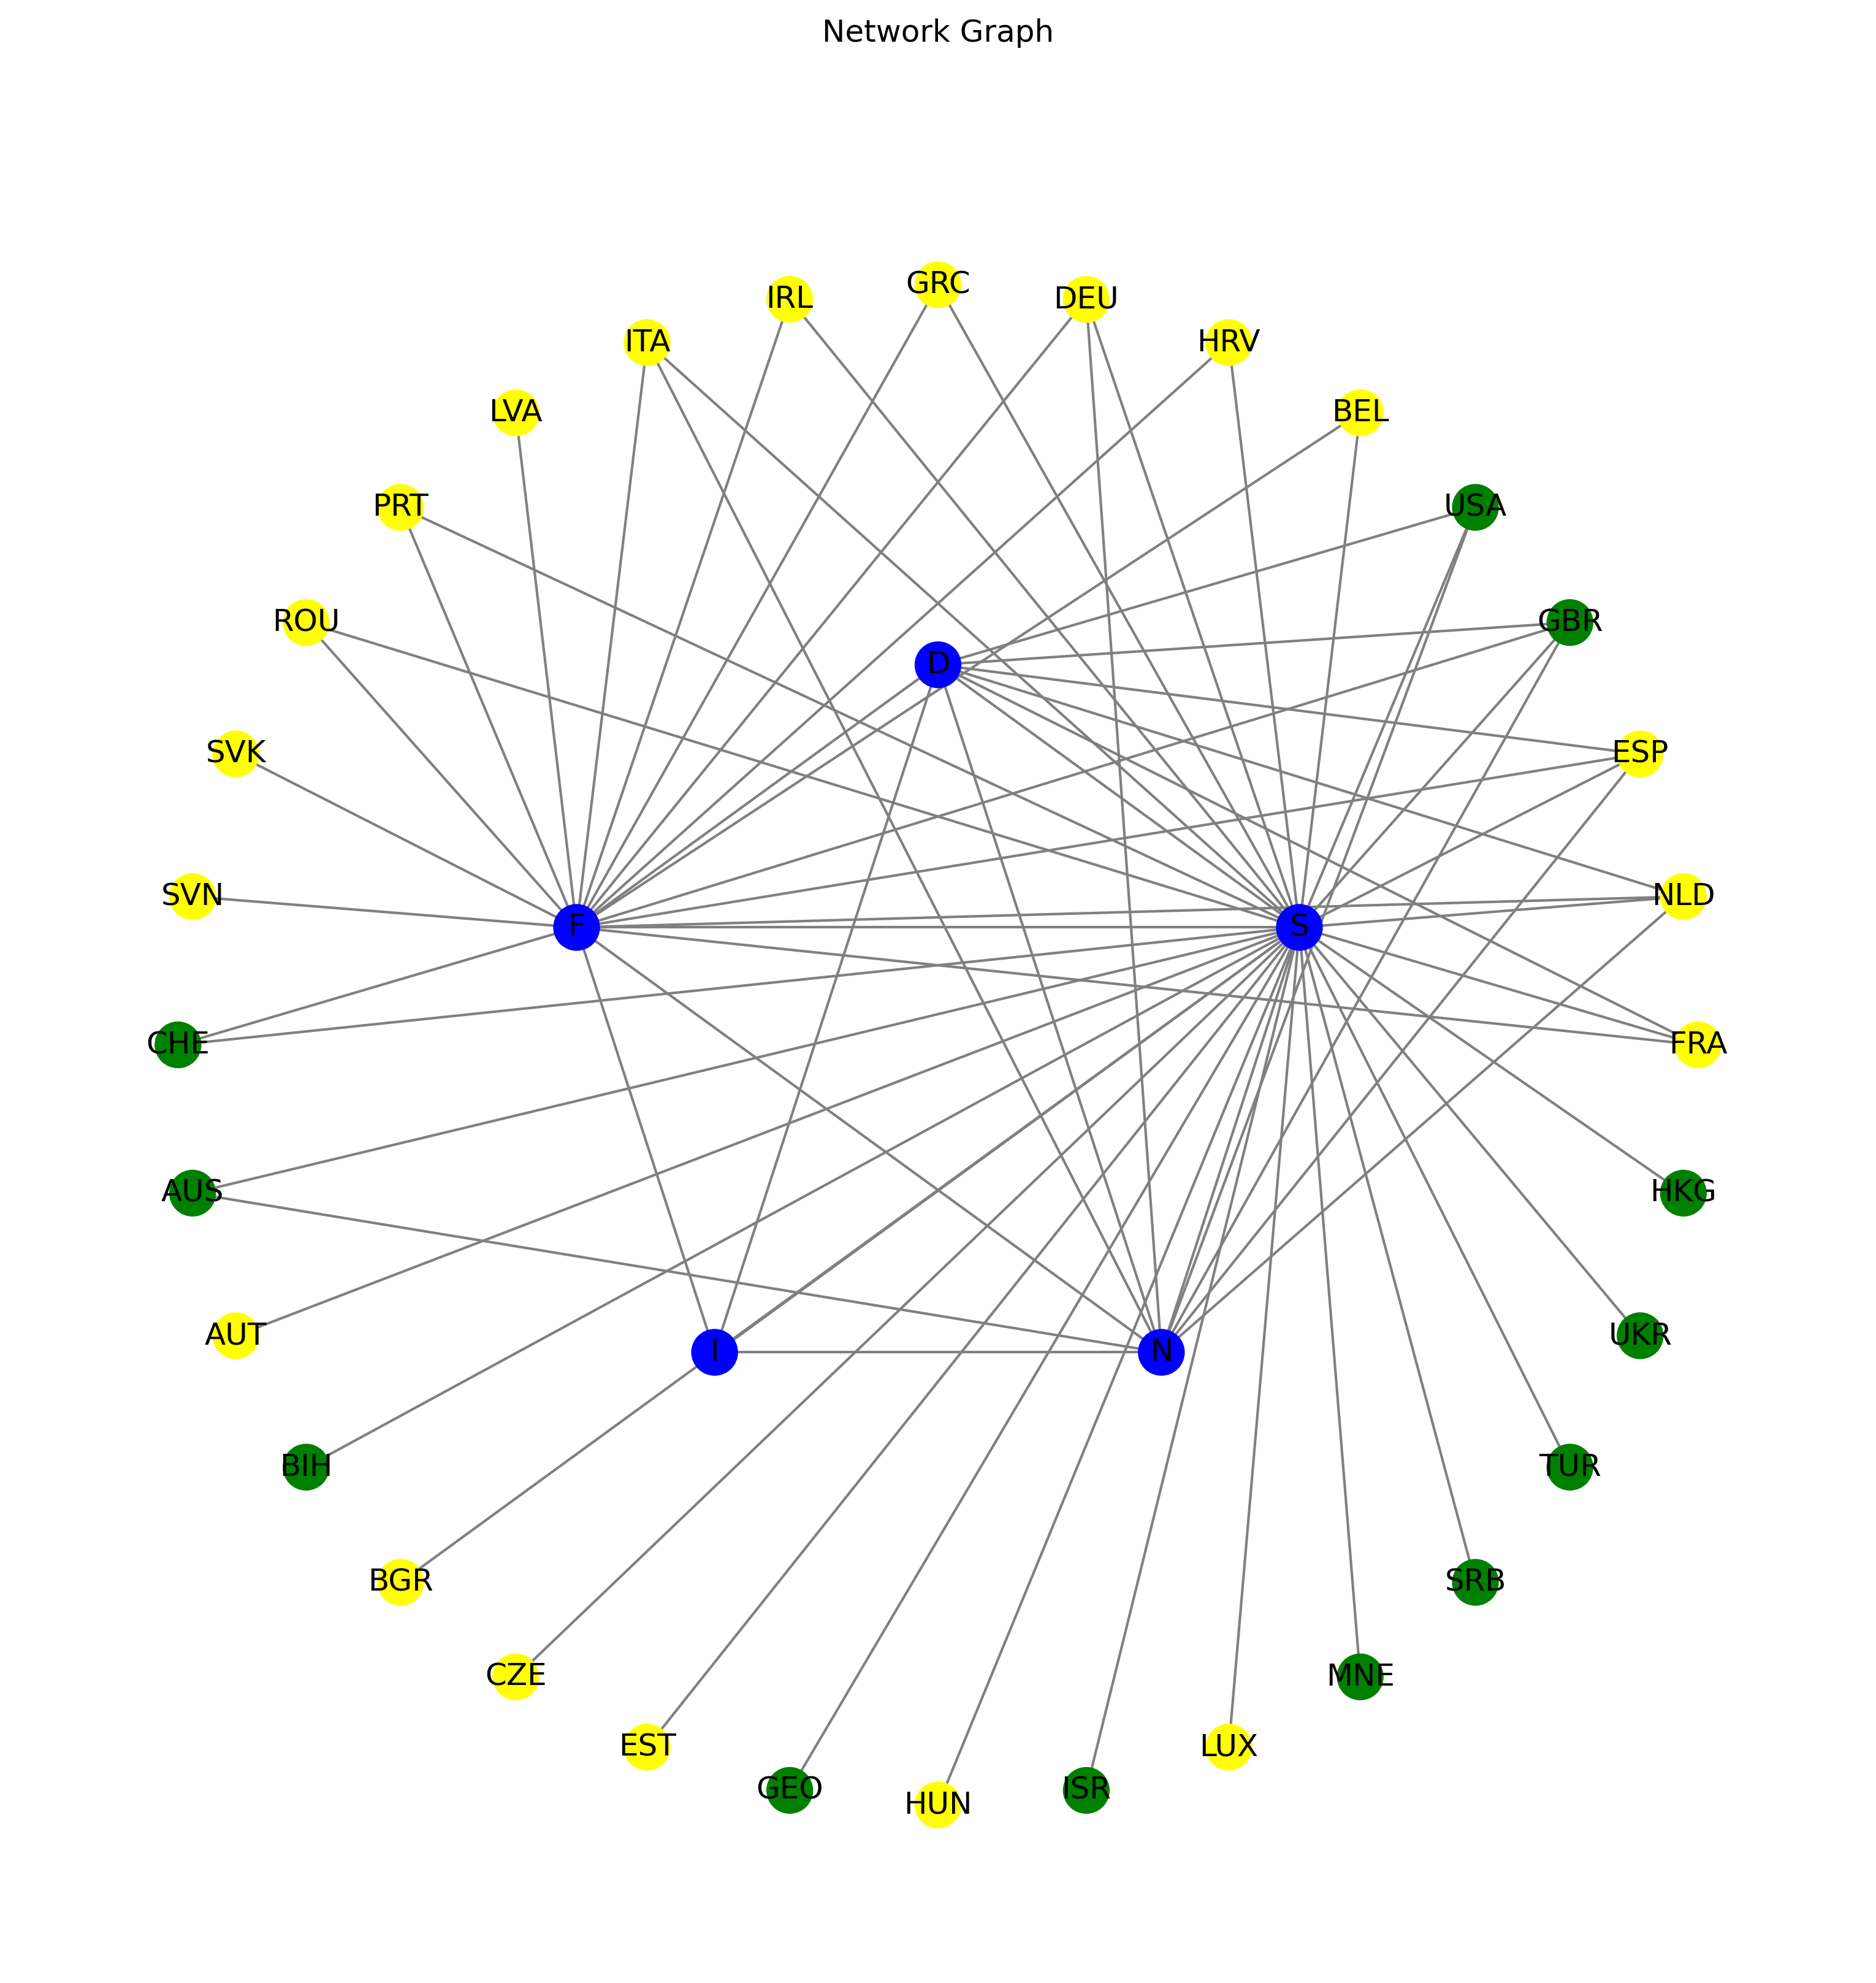 Network Graph
GRC
IRL
DEU
ITA
HRV
LVA
BEL
PRT
USA
ROU
GBR
D
SVK
ESP
SVN
NLD
F
S
CHE
FRA
AUS
HKG
AUT
UKR
I
N
BIH
TUR
BGR
SRB
CZE
MNE
EST
LUX
GEO
ISR
HUN